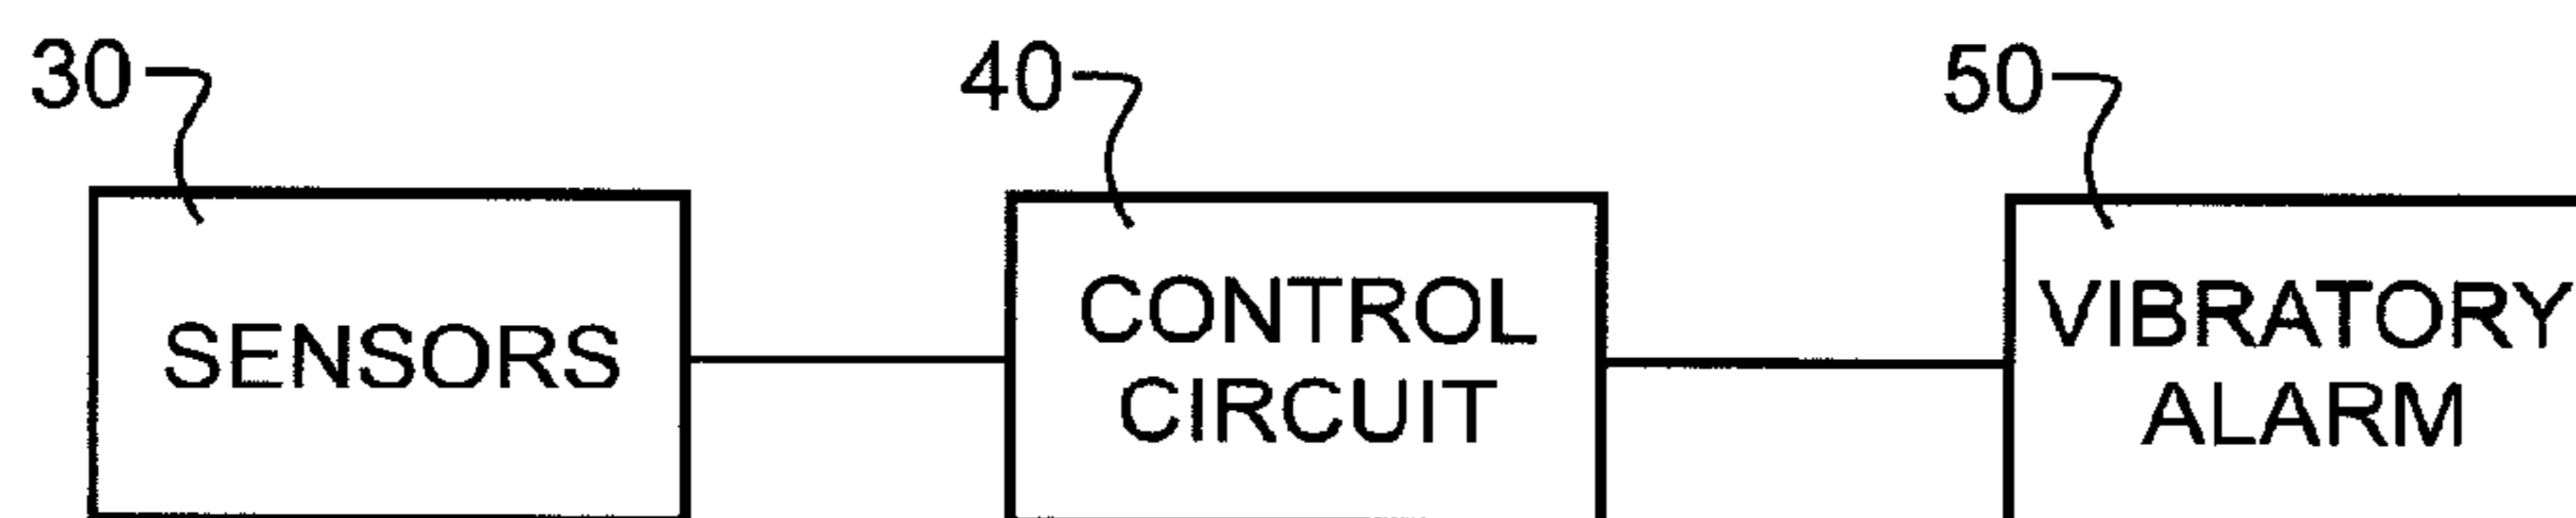 30
40
50
SENSORS
CONTROL
CIRCUIT
VIBRATORY
ALARM